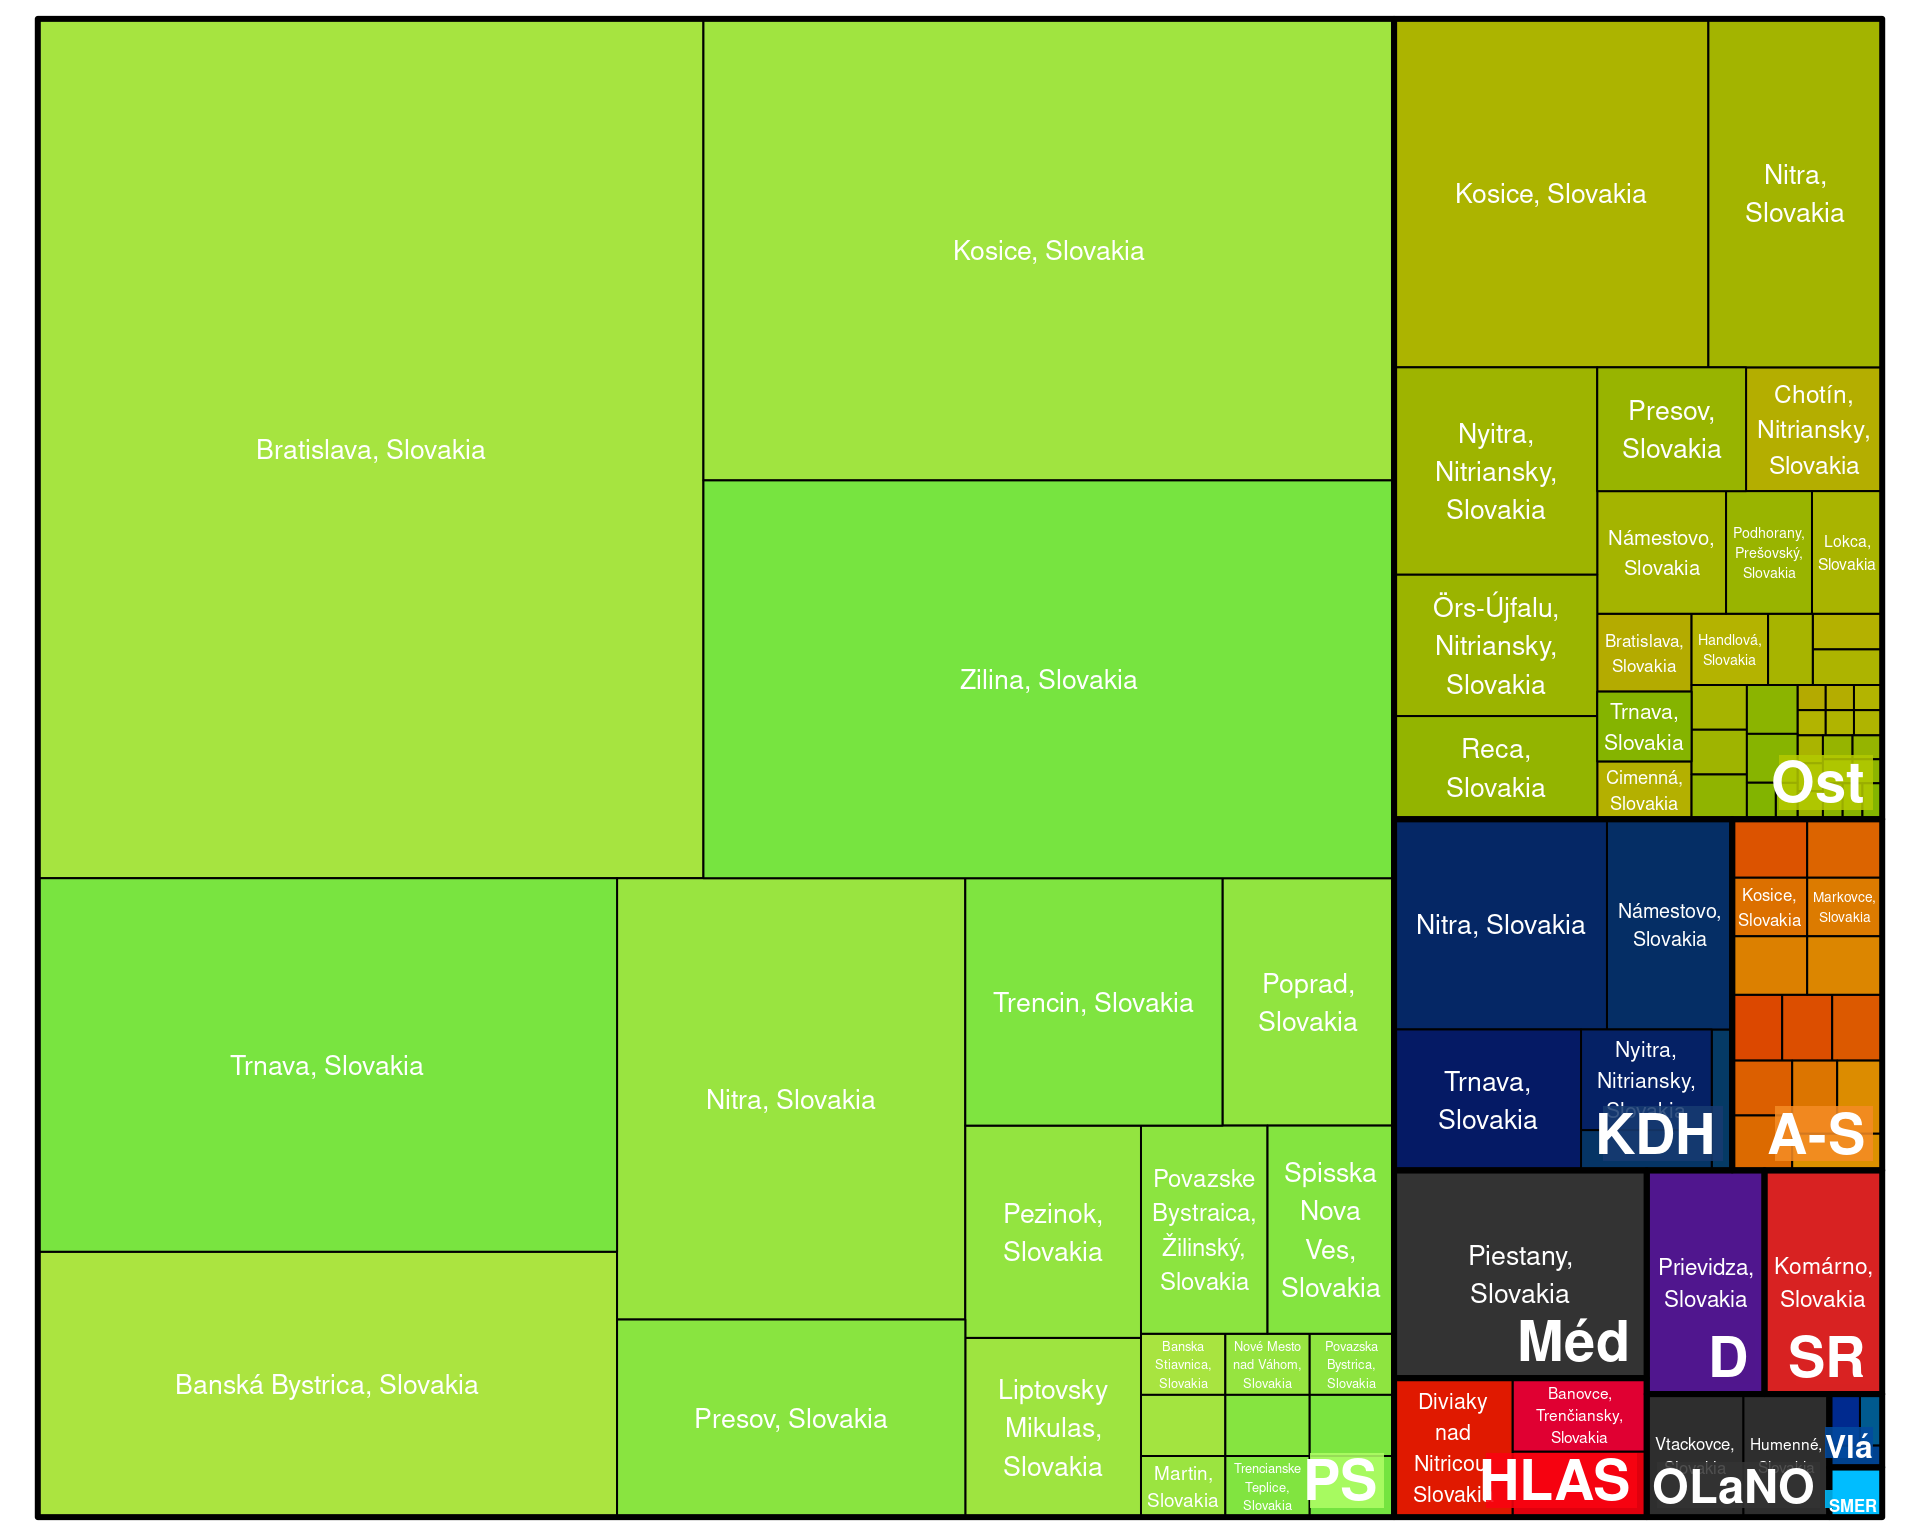 Bratislava, Slovakia
Kosice, Slovakia
Zilina, Slovakia
Trnava, Slovakia
Banská Bystrica, Slovakia
Nitra, Slovakia
Presov, Slovakia
Trencin, Slovakia
Poprad,
Slovakia
Pezinok,
Slovakia
Povazske
Bystraica,
Žilinský,
Slovakia
Spisska
Nova
Ves,
Slovakia
Liptovsky
Mikulas,
Slovakia
Banska
Stiavnica,
Slovakia
Nové Mesto
nad Váhom,
Slovakia
Povazska
Bystrica,
Slovakia
Martin,
Slovakia
Trencianske
Teplice,
Slovakia
PS
Kosice, Slovakia
Nitra,
Slovakia
Nyitra,
Nitriansky,
Slovakia
Presov,
Slovakia
Chotín,
Nitriansky,
Slovakia
Námestovo,
Slovakia
Podhorany,
Prešovský,
Slovakia
Lokca,
Slovakia
Örs-Újfalu,
Nitriansky,
Slovakia
Bratislava,
Slovakia
Handlová,
Slovakia
Trnava,
Slovakia
Reca,
Slovakia
Cimenná,
Slovakia
Ost
Nitra, Slovakia
Námestovo,
Slovakia
Trnava,
Slovakia
Nyitra,
Nitriansky,
Slovakia
KDH
Kosice,
Slovakia
Markovce,
Slovakia
A-S
Piestany,
Slovakia
Méd
Prievidza,
Slovakia
D
Komárno,
Slovakia
SR
Diviaky
nad
Nitricou
Slovakia
Banovce,
Trenčiansky,
Slovakia
HLAS
Vtackovce,
Slovakia
Humenné,
Slovakia
OLaNO
Vlá
SMER